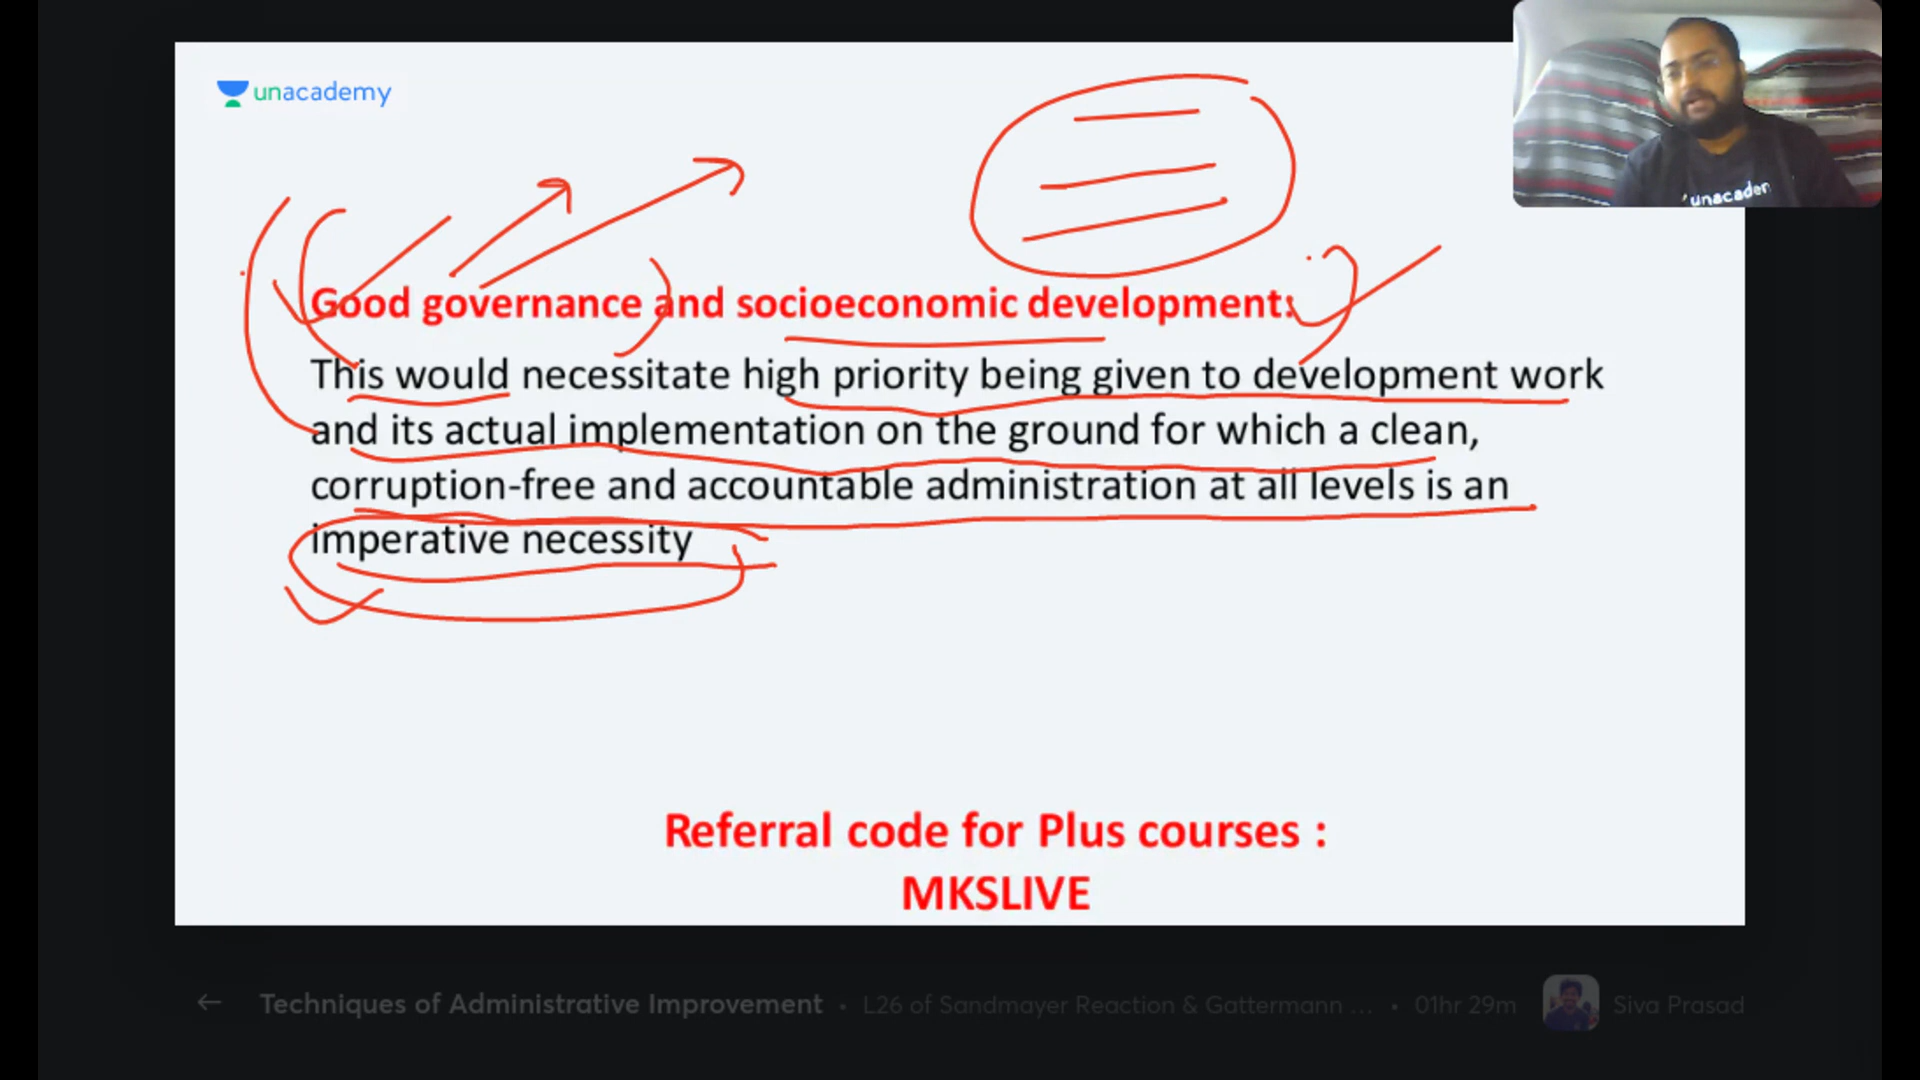 unacademy
unacaden
Good governance and socioeconomic development:
This would necessitate high priority being given to development work
and its actual implementation on the ground for which a clean,
corruption-free and accountable administration at all levels is an
imperative necessity
Referral code for Plus courses :
MKSLIVE
Techniques of Administrative Improvement • L26 of Sandmayer Reaction & Gattermann ... • 01hr 29m Siva Prasad